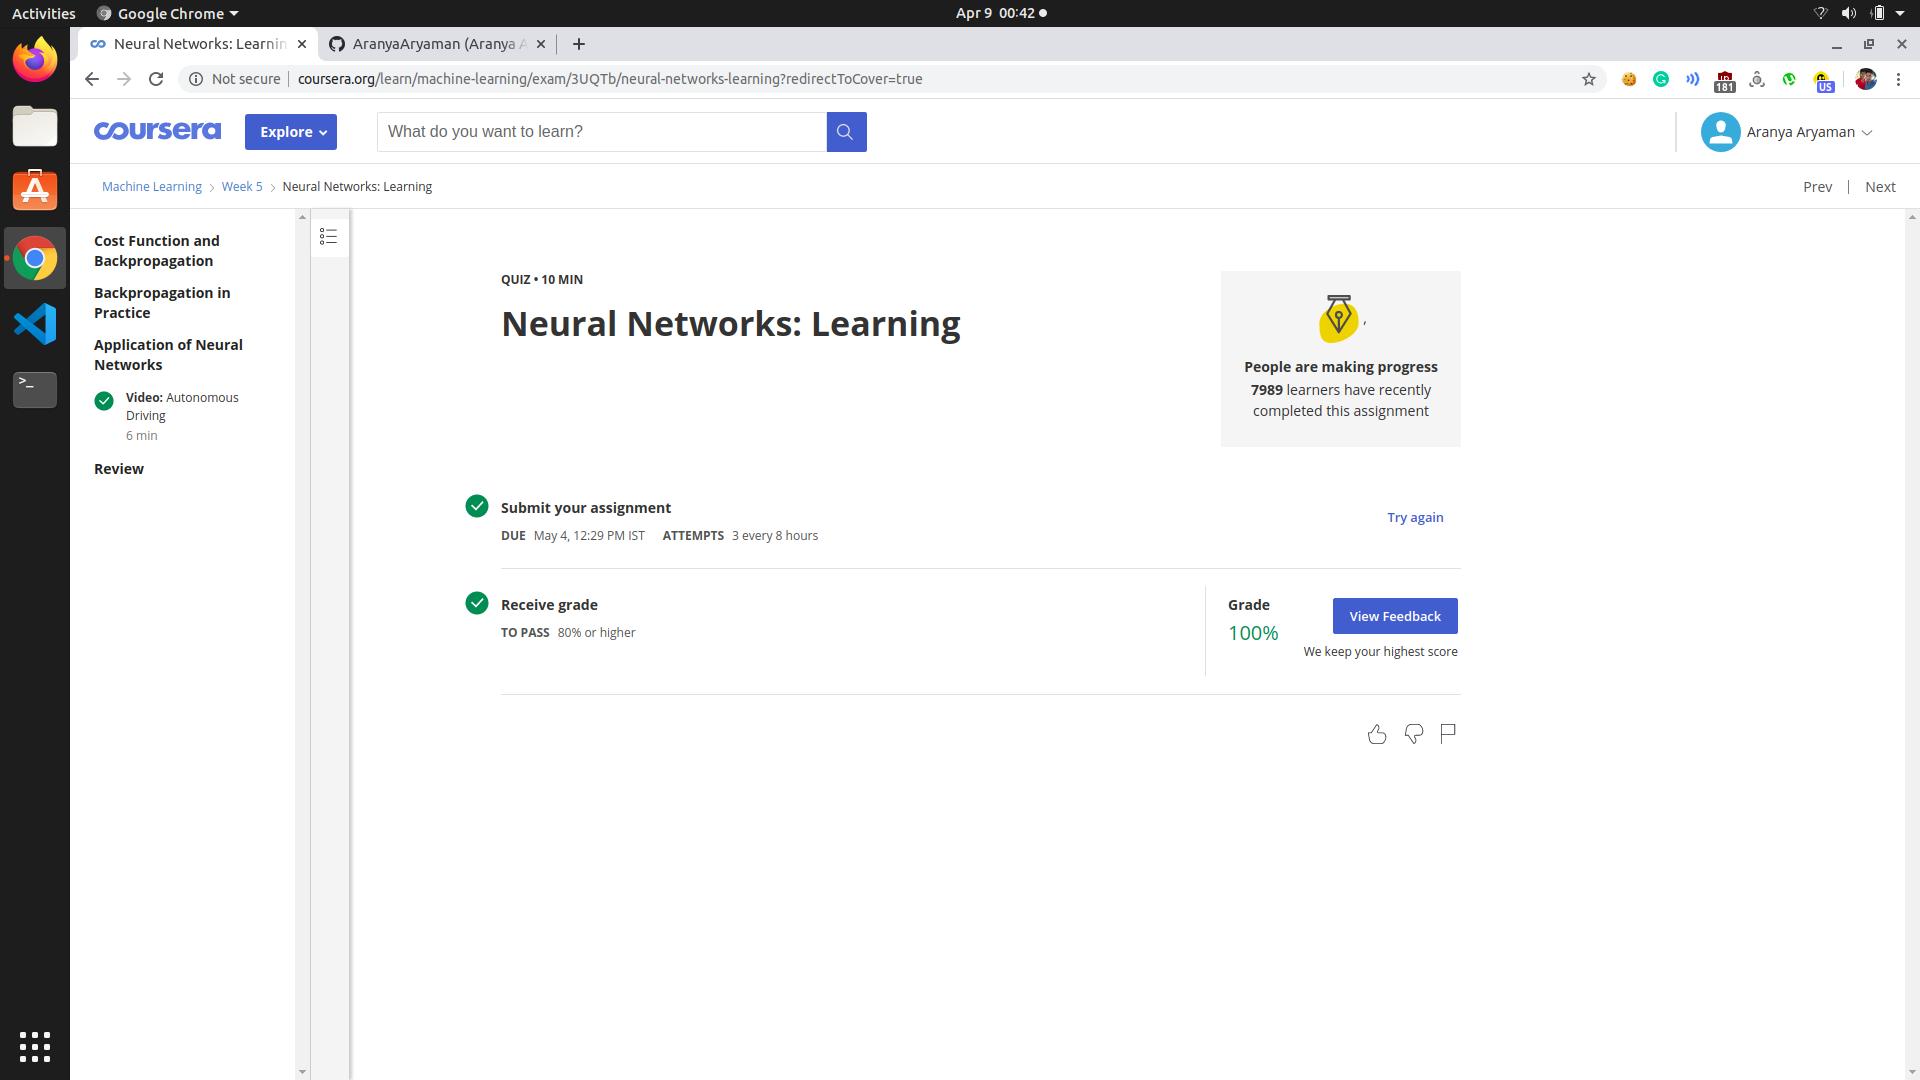 Activities
Google Chrome
Apr 9 00:42
Neural Networks: Learnin
AranyaAryaman (Aranya A
Not secure
coursera.org/learn/machine-learning/exam/3UQTb/neural-networks-learning?redirectToCover=true
181
US
coursera
Explore
What do you want to learn?
Aranya Aryaman
Machine Learning
Week 5
Neural Networks: Learning
Prev | Next
Cost Function and
Backpropagation
Backpropagation in
Practice
Application of Neural
Networks
Video: Autonomous
Driving
6 min
Review
QUIZ • 10 MIN
Neural Networks: Learning
,
People are making progress
7989 learners have recently
completed this assignment
Submit your assignment
DUE May 4, 12:29 PM IST ATTEMPTS 3 every 8 hours
Try again
Receive grade
TO PASS 80% or higher
Grade
100%
View Feedback
We keep your highest score